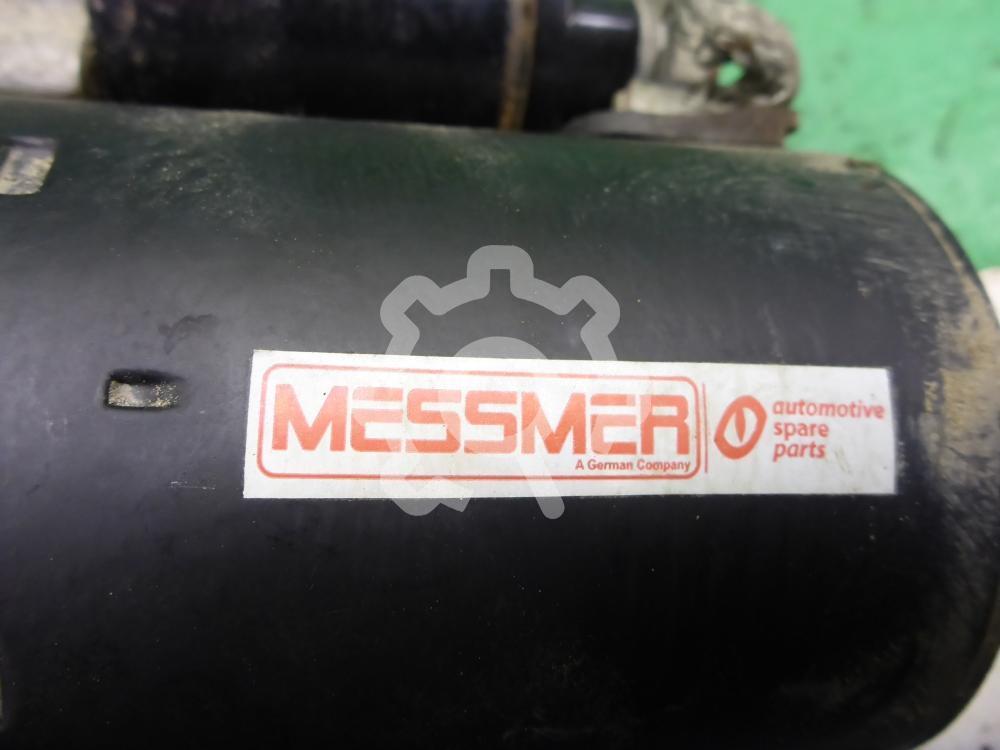 MESSMER
A German Company
automotive
spare
parts